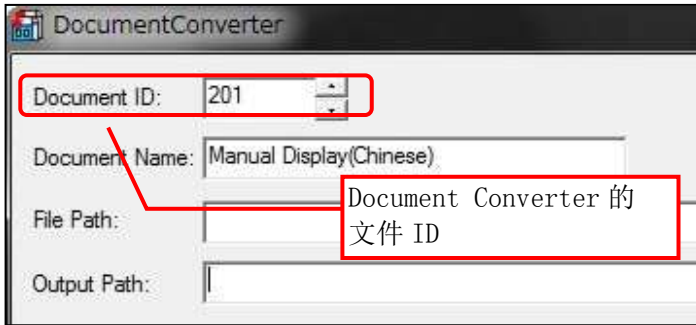 DocumentConverter
Document ID: 201
Document Name: Manual Display(Chinese)
File Path:
Output Path:
Document Converter 的
文件 ID